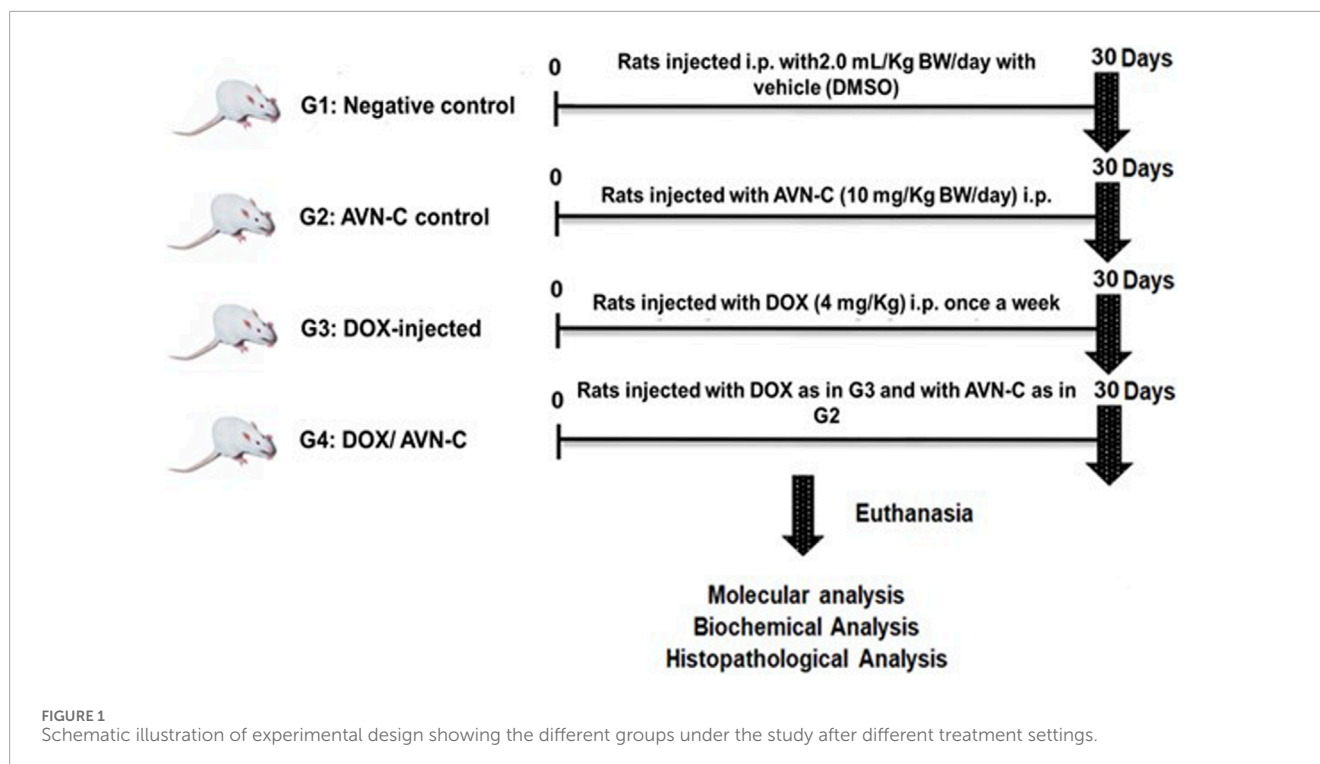 0
Rats injected i.p. with2.0 mL/Kg BW/day with
vehicle (DMSO)
30 Days
G1: Negative control
0
Rats injected with AVN-C (10 mg/Kg BW/day) i.p.
30 Days
G2: AVN-C control
0
Rats injected with DOX (4 mg/Kg) i.p. once a week
30 Days
G3: DOX-injected
0
Rats injected with DOX as in G3 and with AVN-C as in
G2
30 Days
G4: DOX/ AVN-C
Euthanasia
Molecular analysis
Biochemical Analysis
Histopathological Analysis
FIGURE 1
Schematic illustration of experimental design showing the different groups under the study after different treatment settings.